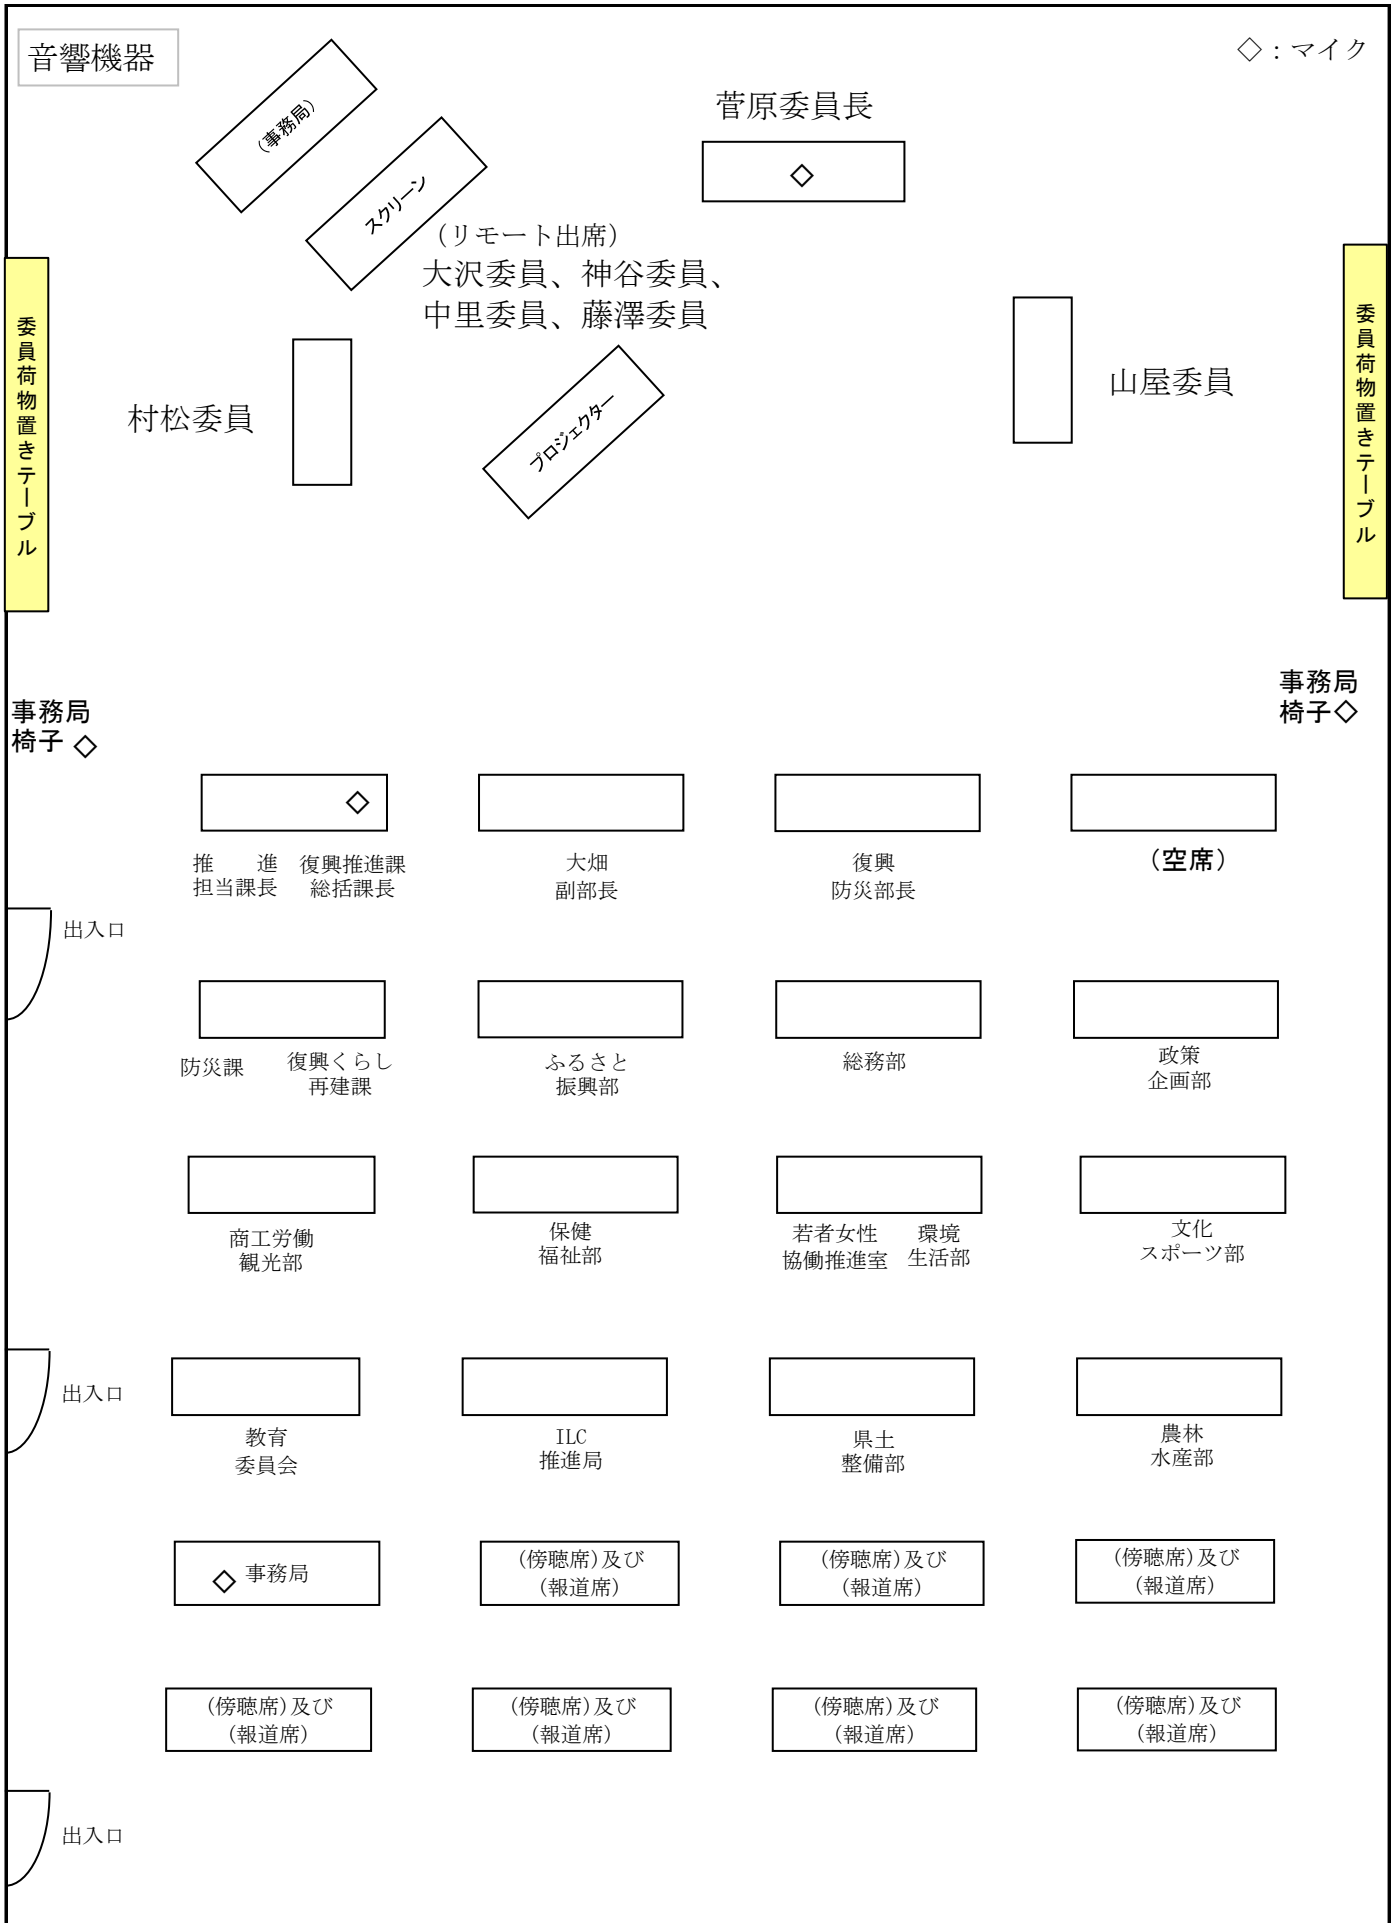 音響機器
◇：マイク
（事務局）
スクリーン
菅原委員長
◇
（リモート出席）
大沢委員、神谷委員、
中里委員、藤澤委員
委員荷物置きテーブル
村松委員
プロジェクター
山屋委員
委員荷物置きテーブル
事務局
椅子 ◇
事務局
椅子◇
◇
推　　進
担当課長
復興推進課
総括課長
大畑
副部長
復興
防災部長
（空席）
出入口
防災課
復興くらし
再建課
ふるさと
振興部
総務部
政策
企画部
商工労働
観光部
保健
福祉部
若者女性
協働推進室
環境
生活部
文化
スポーツ部
出入口
教育
委員会
ILC
推進局
県土
整備部
農林
水産部
◇ 事務局
（傍聴席）及び
（報道席）
（傍聴席）及び
（報道席）
（傍聴席）及び
（報道席）
（傍聴席）及び
（報道席）
（傍聴席）及び
（報道席）
（傍聴席）及び
（報道席）
（傍聴席）及び
（報道席）
出入口